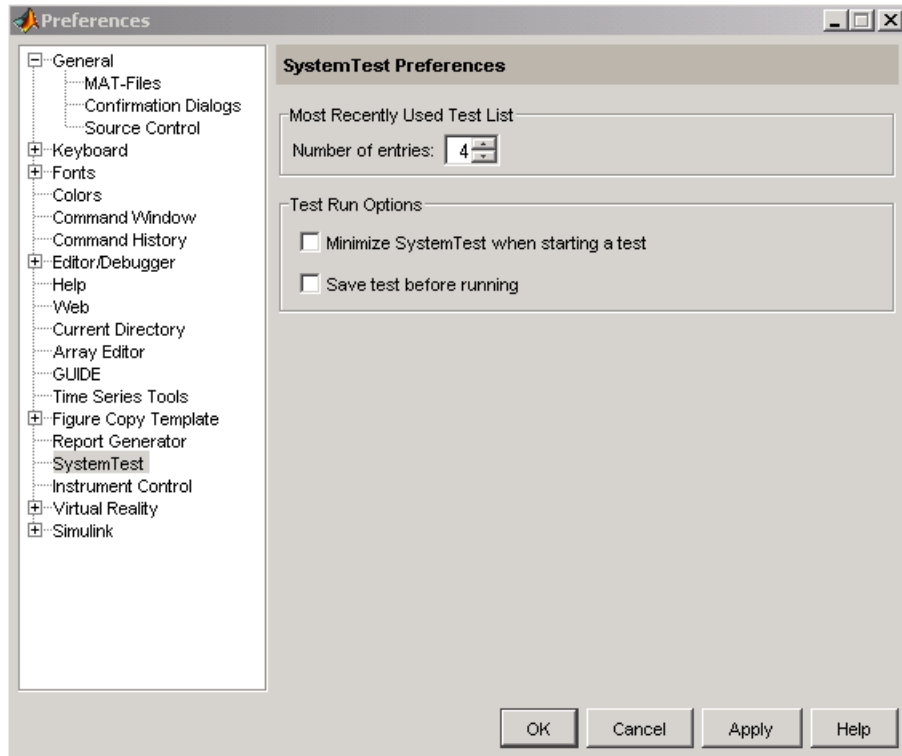 Preferences
General
MAT-Files
Confirmation Dialogs
Source Control
Keyboard
Fonts
Colors
Command Window
Command History
Editor/Debugger
Help
Web
Current Directory
Array Editor
GUIDE
Time Series Tools
Figure Copy Template
Report Generator
SystemTest
Instrument Control
Virtual Reality
Simulink
SystemTest Preferences
Most Recently Used Test List
Number of entries: 4
Test Run Options
Minimize SystemTest when starting a test
Save test before running
OK Cancel Apply Help